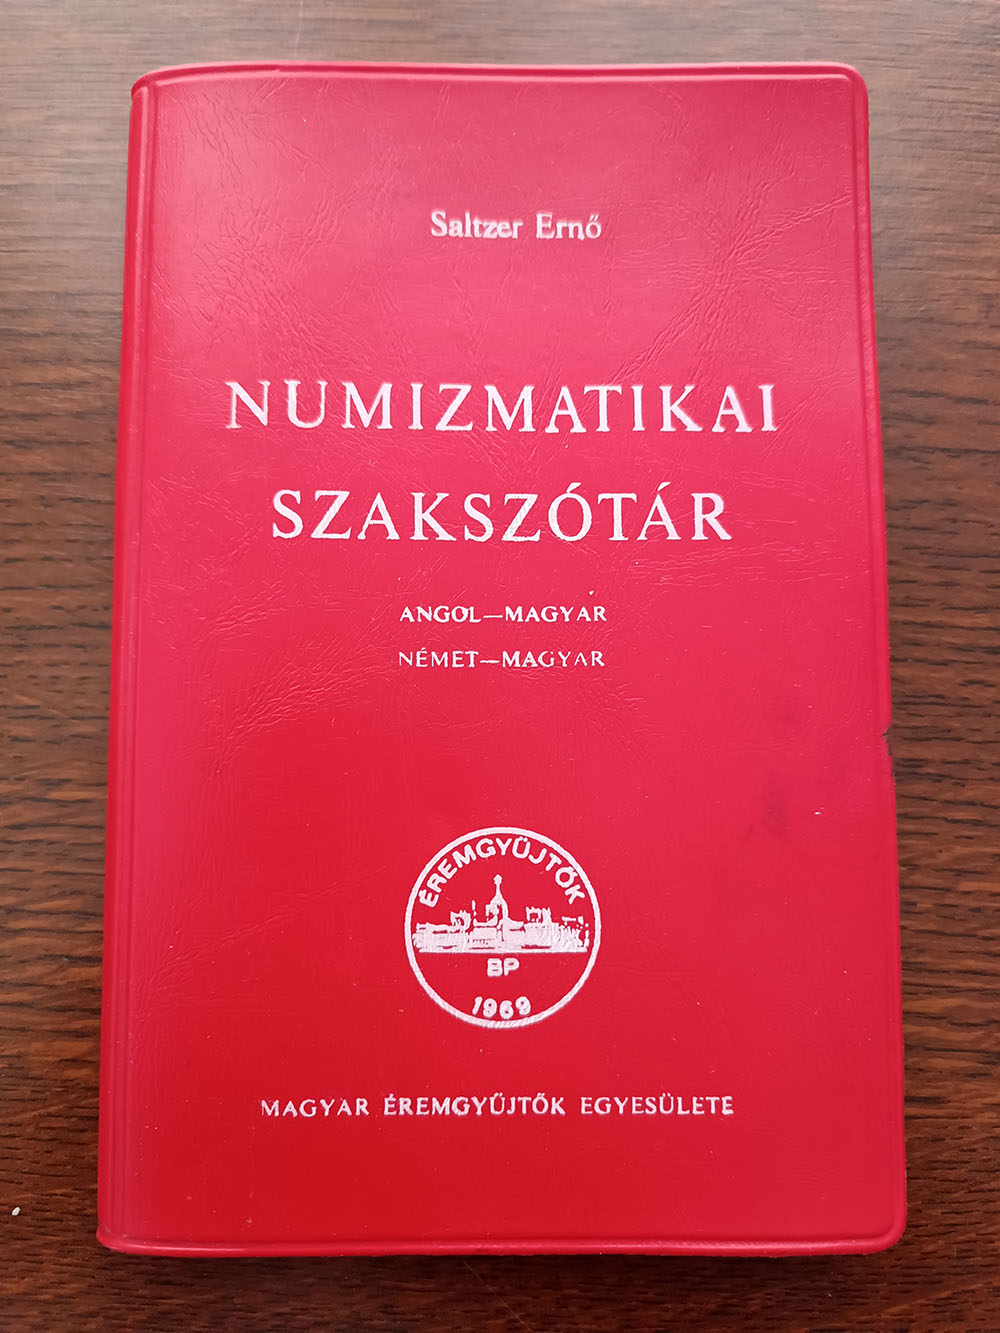 Saltzer Ernő
NUMIZMATIKAI
SZAKSZÓTÁR
ANGOL—MAGYAR
NÉMET—MAGYAR
ÉREMGYŰJTŐK
BP
1969
MAGYAR ÉREMGYŰJTŐK EGYESÜLETE